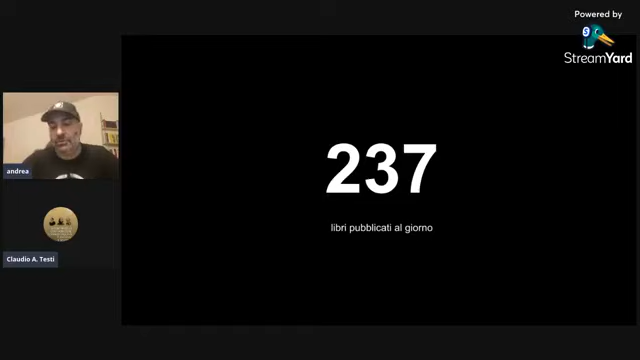 Powered by
StreamYard
237
libri pubblicati al giorno
andrea
Claudio A. Testi